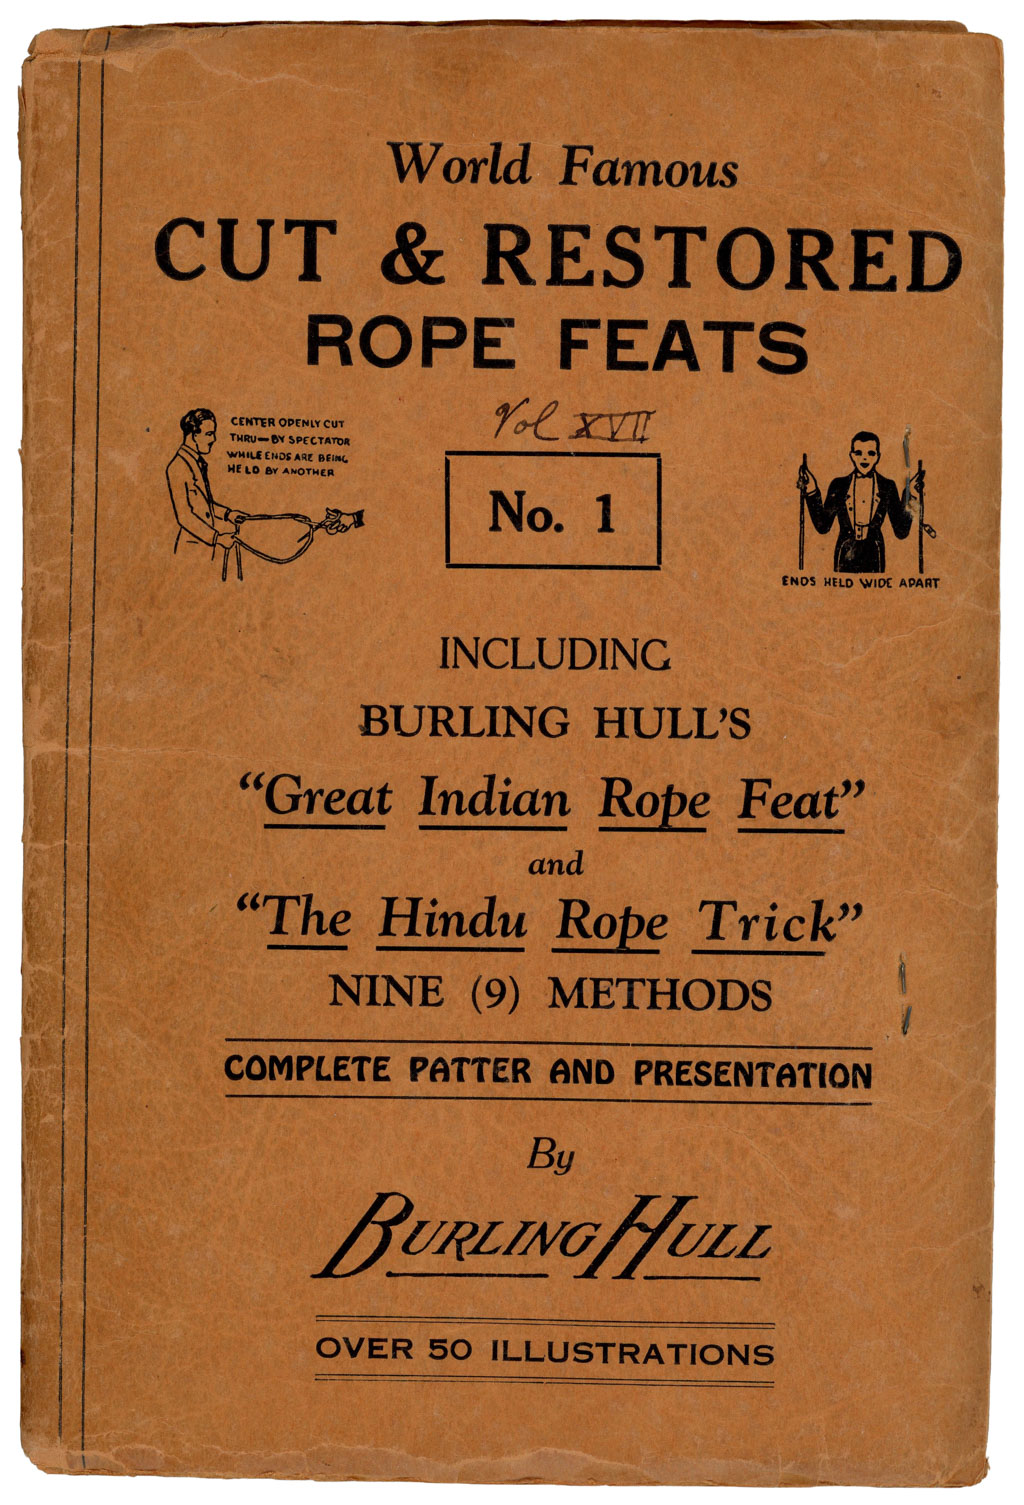 World Famous
CUT & RESTORED
ROPE FEATS
CENTER OPENLY CUT
THRU—BY SPECTATOR
WHILE ENDS ARE BEING
HELD BY ANOTHER
Vol XVII
No. 1
ENDS HELD WIDE APART
INCLUDING
BURLING HULL'S
"Great Indian Rope Feat"
and
"The Hindu Rope Trick"
NINE (9) METHODS
COMPLETE PATTER AND PRESENTATION
By
BURLING HULL
OVER 50 ILLUSTRATIONS